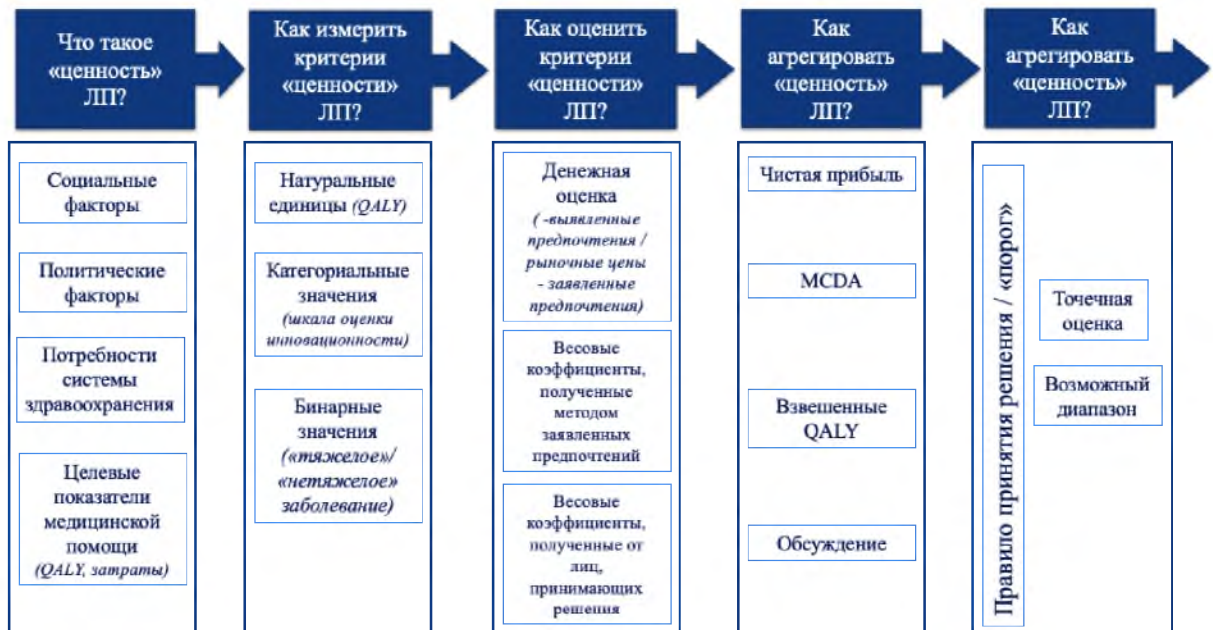 Что такое
«ценность»
ЛП?
Как измерить
критерии
«ценности»
ЛП?
Как оценить
критерии
«ценности»
ЛП?
Как
агрегировать
«ценность»
ЛП?
Как
агрегировать
«ценность»
ЛП?
Социальные
факторы
Политические
факторы
Потребности
системы
здравоохранения
Целевые
показатели
медицинской
помощи
(QALY, затраты)
Натуральные
единицы (QALY)
Категориальные
значения
(шкала оценки
инновационности)
Бинарные
значения
(«тяжелое»/
«нетяжелое»
заболевание)
Денежная
оценка
( -выявленные
предпочтения /
рыночные цены
- заявленные
предпочтения)
Весовые
коэффициенты,
полученные
методом
заявленных
предпочтений
Весовые
коэффициенты,
полученные от
лиц,
принимающих
решения
Чистая прибыль
MCDA
Взвешенные
QALY
Обсуждение
Правило принятия решения / «порог»
Точечная
оценка
Возможный
диапазон